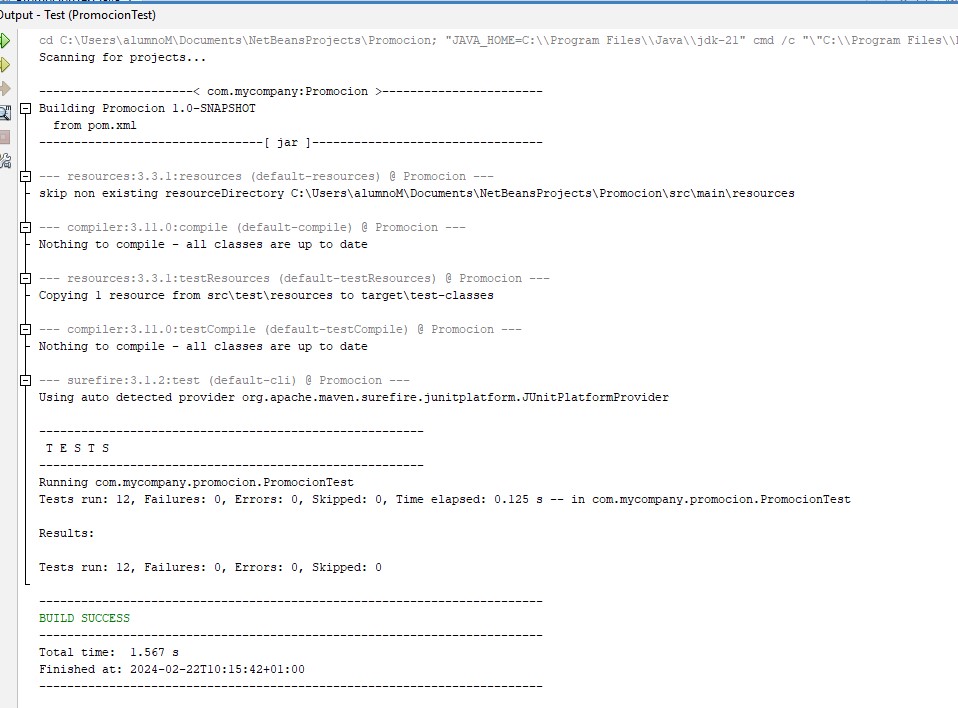 Output - Test (PromocionTest)
cd C:\Users\alumnoM\Documents\NetBeansProjects\Promocion; "JAVA_HOME=C:\\Program Files\\Java\\jdk-21" cmd /c "\"C:\\Program Files\\
Scanning for projects...
----------------------< com.mycompany:Promocion >-----------------------
Building Promocion 1.0-SNAPSHOT
from pom.xml
--------------------------------[ jar ]---------------------------------
--- resources:3.3.1:resources (default-resources) @ Promocion ---
skip non existing resourceDirectory C:\Users\alumnoM\Documents\NetBeansProjects\Promocion\src\main\resources
--- compiler:3.11.0:compile (default-compile) @ Promocion ---
Nothing to compile - all classes are up to date
--- resources:3.3.1:testResources (default-testResources) @ Promocion ---
Copying 1 resource from src\test\resources to target\test-classes
--- compiler:3.11.0:testCompile (default-testCompile) @ Promocion ---
Nothing to compile - all classes are up to date
--- surefire:3.1.2:test (default-cli) @ Promocion ---
Using auto detected provider org.apache.maven.surefire.junitplatform.JUnitPlatformProvider
-------------------------------------------------------
T E S T S
-------------------------------------------------------
Running com.mycompany.promocion.PromocionTest
Tests run: 12, Failures: 0, Errors: 0, Skipped: 0, Time elapsed: 0.125 s -- in com.mycompany.promocion.PromocionTest
Results:
Tests run: 12, Failures: 0, Errors: 0, Skipped: 0
------------------------------------------------------------------------
BUILD SUCCESS
------------------------------------------------------------------------
Total time:  1.567 s
Finished at: 2024-02-22T10:15:42+01:00
------------------------------------------------------------------------